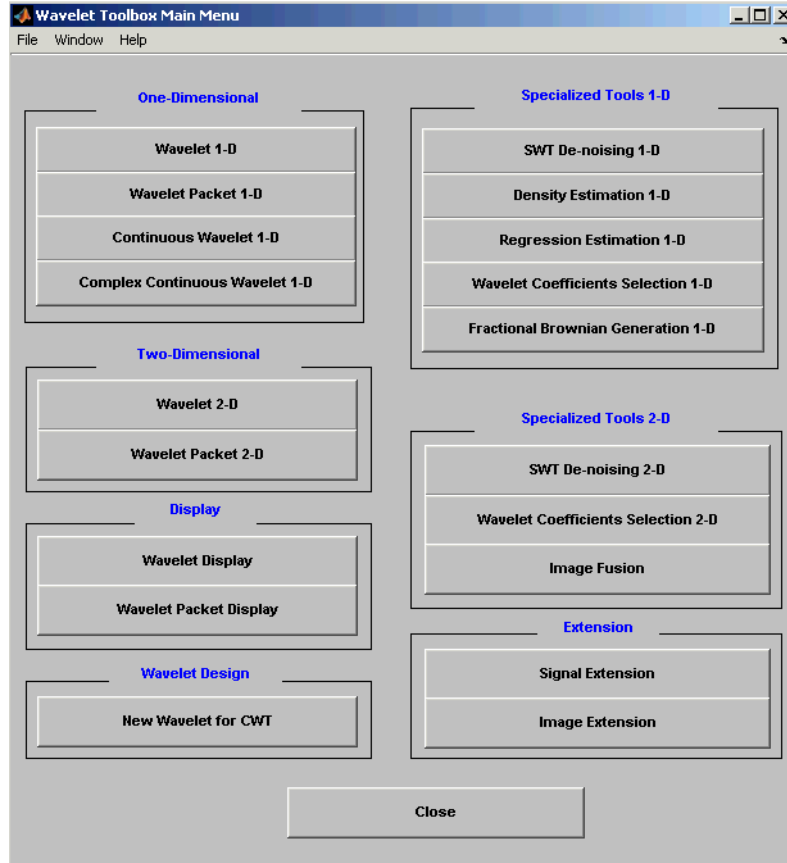 Wavelet Toolbox Main Menu
File Window Help
One-Dimensional
Wavelet 1-D
Wavelet Packet 1-D
Continuous Wavelet 1-D
Complex Continuous Wavelet 1-D
Two-Dimensional
Wavelet 2-D
Wavelet Packet 2-D
Display
Wavelet Display
Wavelet Packet Display
Wavelet Design
New Wavelet for CWT
Specialized Tools 1-D
SWT De-noising 1-D
Density Estimation 1-D
Regression Estimation 1-D
Wavelet Coefficients Selection 1-D
Fractional Brownian Generation 1-D
Specialized Tools 2-D
SWT De-noising 2-D
Wavelet Coefficients Selection 2-D
Image Fusion
Extension
Signal Extension
Image Extension
Close